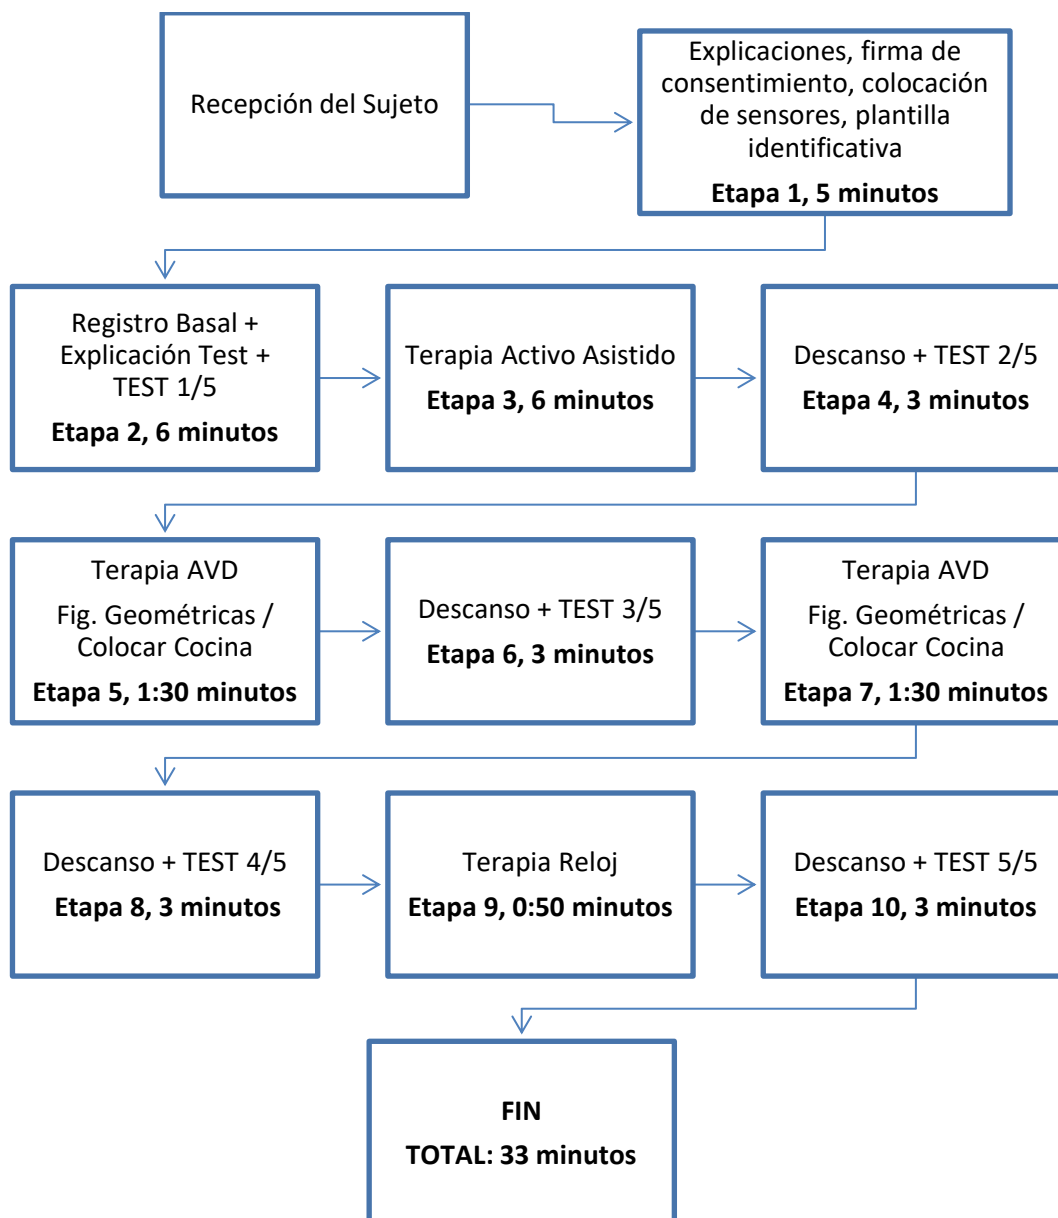 Recepción del Sujeto
Explicaciones, firma de
consentimiento, colocación
de sensores, plantilla
identificativa
Etapa 1, 5 minutos
Registro Basal +
Explicación Test +
TEST 1/5
Etapa 2, 6 minutos
Terapia Activo Asistido
Etapa 3, 6 minutos
Descanso + TEST 2/5
Etapa 4, 3 minutos
Terapia AVD
Fig. Geométricas /
Colocar Cocina
Etapa 5, 1:30 minutos
Descanso + TEST 3/5
Etapa 6, 3 minutos
Terapia AVD
Fig. Geométricas /
Colocar Cocina
Etapa 7, 1:30 minutos
Descanso + TEST 4/5
Etapa 8, 3 minutos
Terapia Reloj
Etapa 9, 0:50 minutos
Descanso + TEST 5/5
Etapa 10, 3 minutos
FIN
TOTAL: 33 minutos